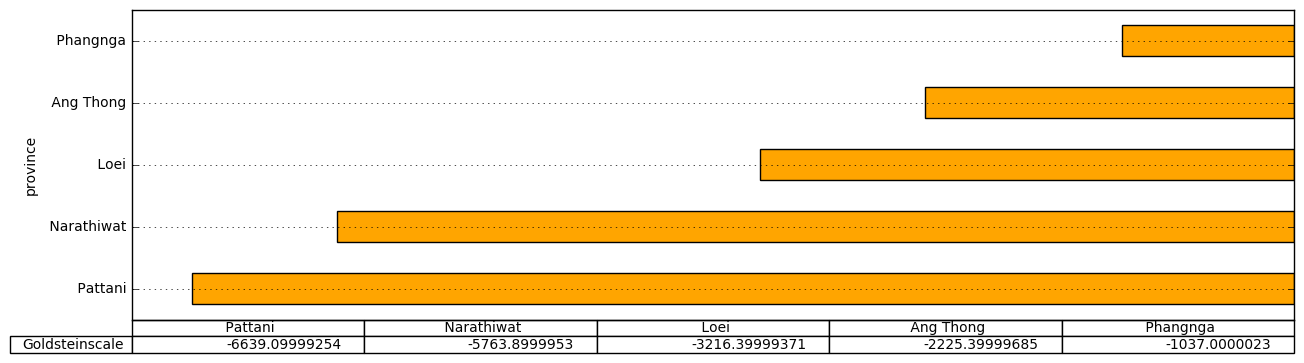 Phangnga
Ang Thong
Loei
Narathiwat
Pattani
province
Pattani Narathiwat Loei Ang Thong Phangnga
Goldsteinscale -6639.09999254 -5763.8999953 -3216.39999371 -2225.39999685 -1037.0000023